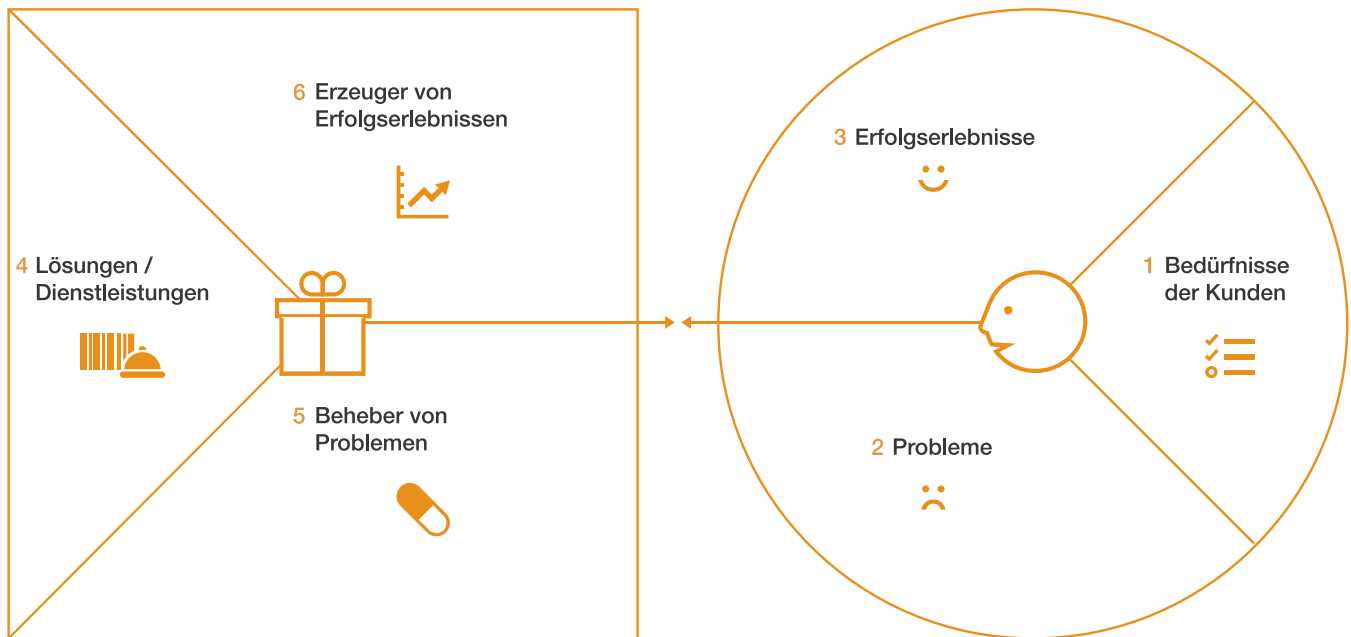 6 Erzeuger von
Erfolgserlebnissen
4 Lösungen /
Dienstleistungen
5 Beheber von
Problemen
3 Erfolgserlebnisse
1 Bedürfnisse
der Kunden
2 Probleme